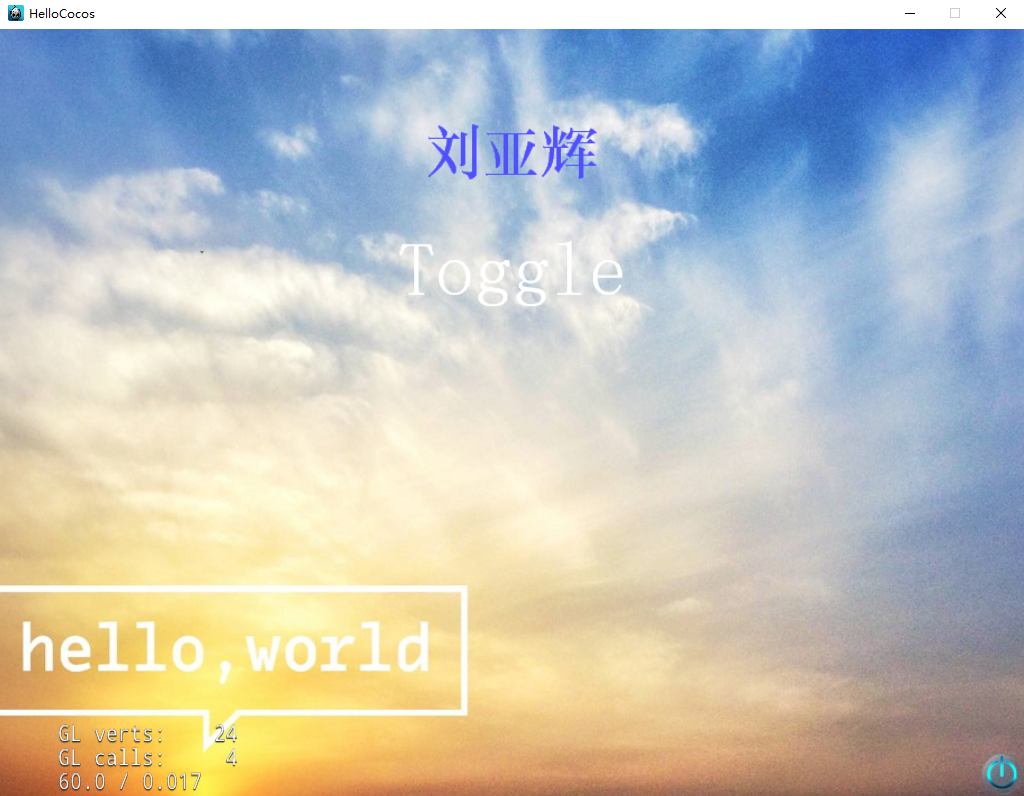 HelloCocos
刘亚辉
Toggle
hello,world
GL verts: 24
GL calls: 4
60.0 / 0.017